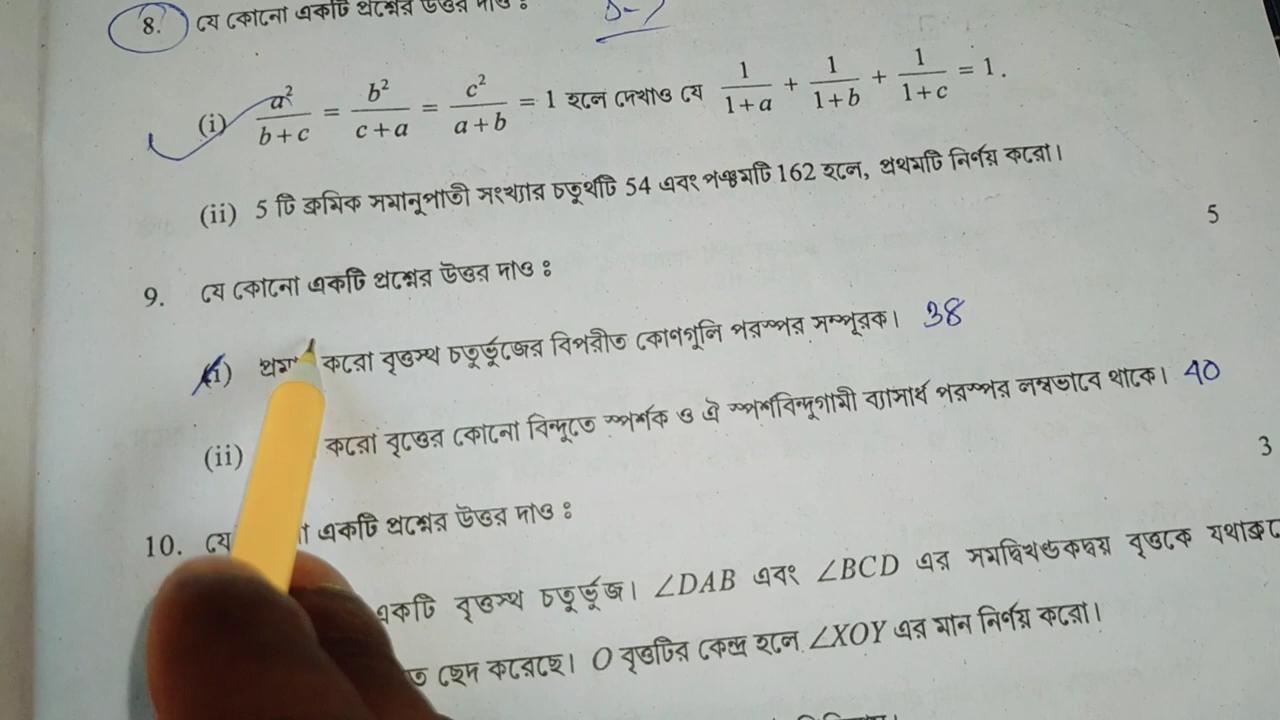 8. যে কোনো একটি প্রশ্নের উত্তর দাও ঃ
(i) a²/(b+c) = b²/(c+a) = c²/(a+b) = 1 হলে দেখাও যে 1/(1+a) + 1/(1+b) + 1/(1+c) = 1.
(ii) 5 টি ক্রমিক সমানুপাতী সংখ্যার চতুর্থটি 54 এবং পঞ্চমটি 162 হলে, প্রথমটি নির্ণয় করো।
5
9. যে কোনো একটি প্রশ্নের উত্তর দাও ঃ
(i) করো বৃত্তস্থ চতুর্ভুজের বিপরীত কোণগুলি পরস্পর সম্পূরক। 38
(ii) করো বৃত্তের কোনো বিন্দুতে স্পর্শক ও ঐ স্পর্শবিন্দুগামী ব্যাসার্ধ পরস্পর লম্বভাবে থাকে। 40
3
10. যে একটি প্রশ্নের উত্তর দাও ঃ
একটি বৃত্তস্থ চতুর্ভুজ। ∠DAB এবং ∠BCD এর সমদ্বিখণ্ডকদ্বয় বৃত্তকে
ছেদ করেছে। O বৃত্তটির কেন্দ্র হলে ∠XOY এর মান নির্ণয় করো।